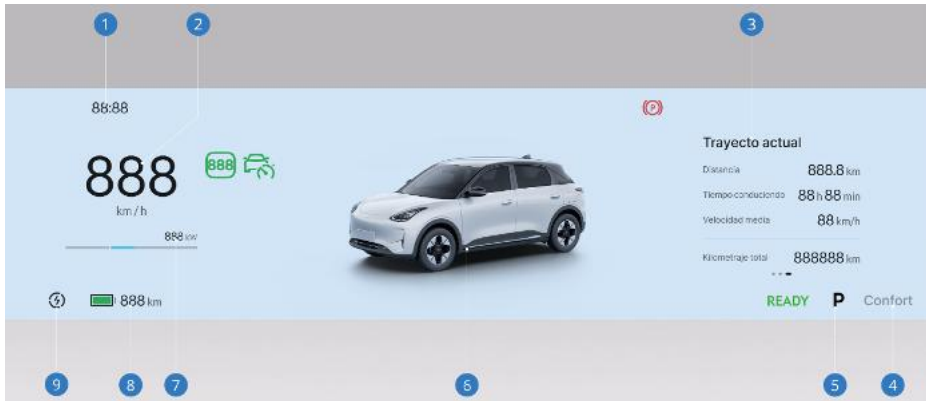 1
2
3
88:88
(P)
Trayecto actual
888
888
km/h
Distancia 888.8 km
Tiempo conduciendo 88 h 88 min
Velocidad media 88 km/h
888 kW
Kilometraje total 888888 km
888 km
READY P Confort
9
8
7
6
5
4